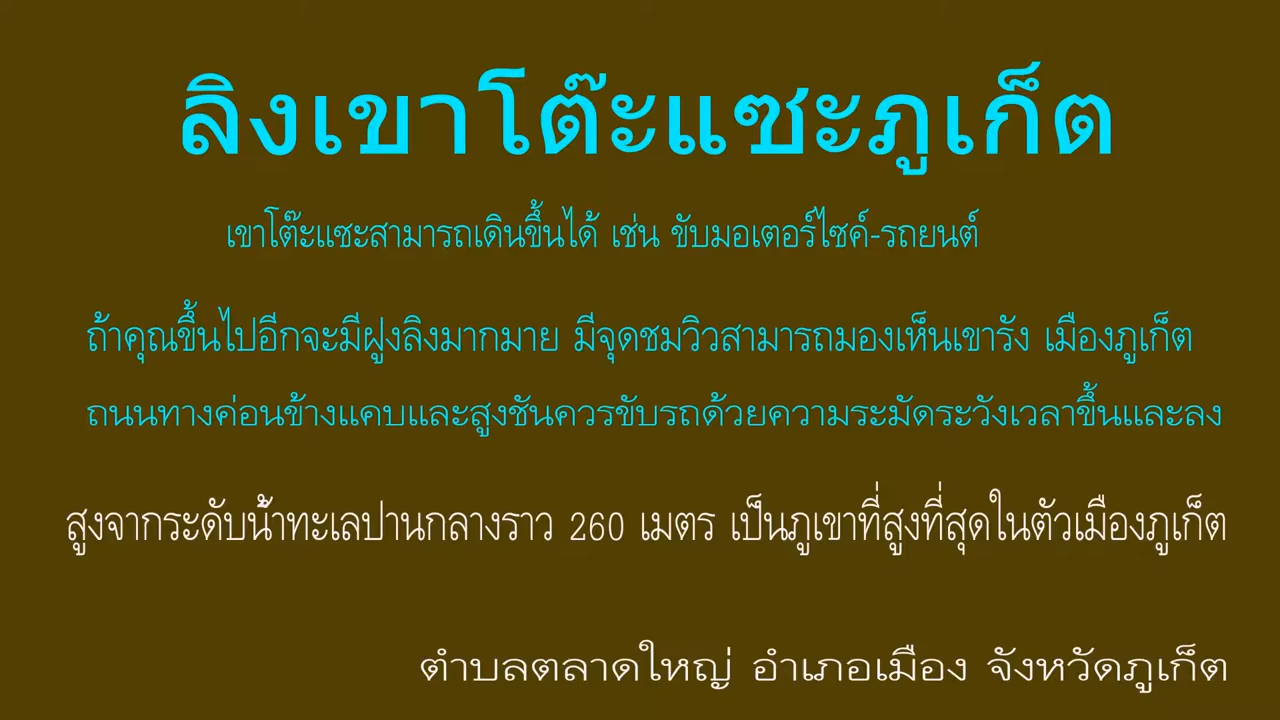 ลิงเขาโต๊ะแซะภูเก็ต
เขาโต๊ะแซะสามารถเดินขึ้นได้ เช่น ขับมอเตอร์ไซค์-รถยนต์
ถ้าคุณขึ้นไปอีกจะมีฝูงลิงมากมาย มีจุดชมวิวสามารถมองเห็นเขารัง เมืองภูเก็ต
ถนนทางค่อนข้างแคบและสูงชันควรขับรถด้วยความระมัดระวังเวลาขึ้นและลง
สูงจากระดับน้ำทะเลปานกลางราว 260 เมตร เป็นภูเขาที่สูงที่สุดในตัวเมืองภูเก็ต
ตำบลตลาดใหญ่ อำเภอเมือง จังหวัดภูเก็ต